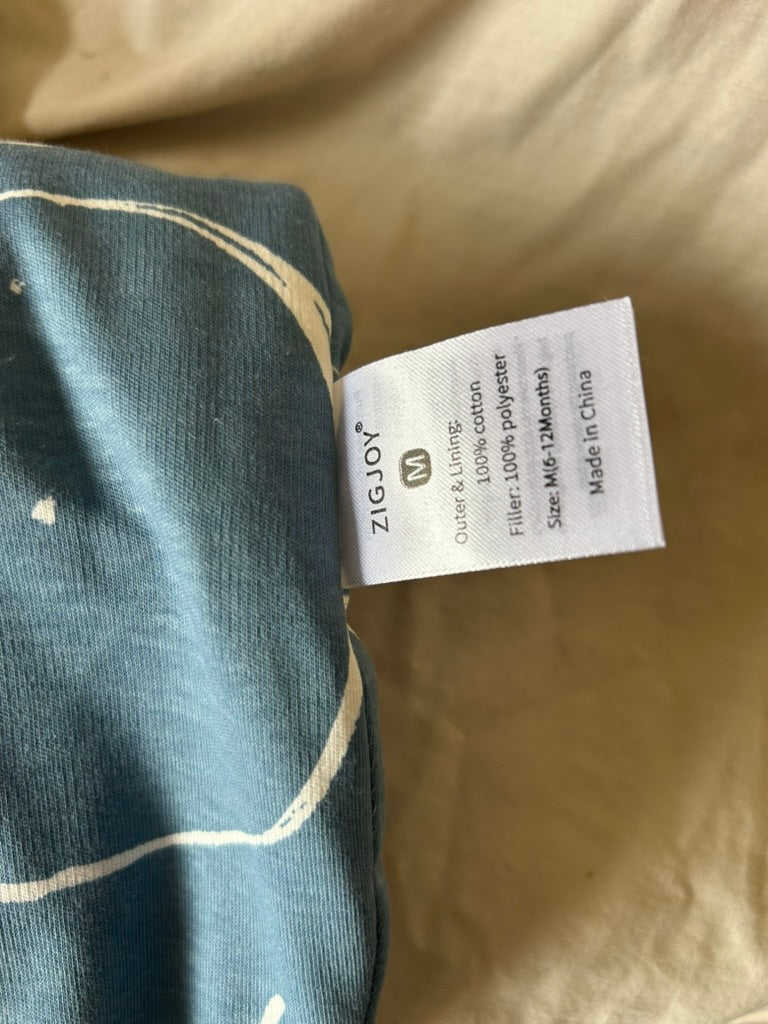 ZIGJOY®
M
Outer & Lining:
100% cotton
Filler: 100% polyester
Size: M(6-12Months)
Made in China